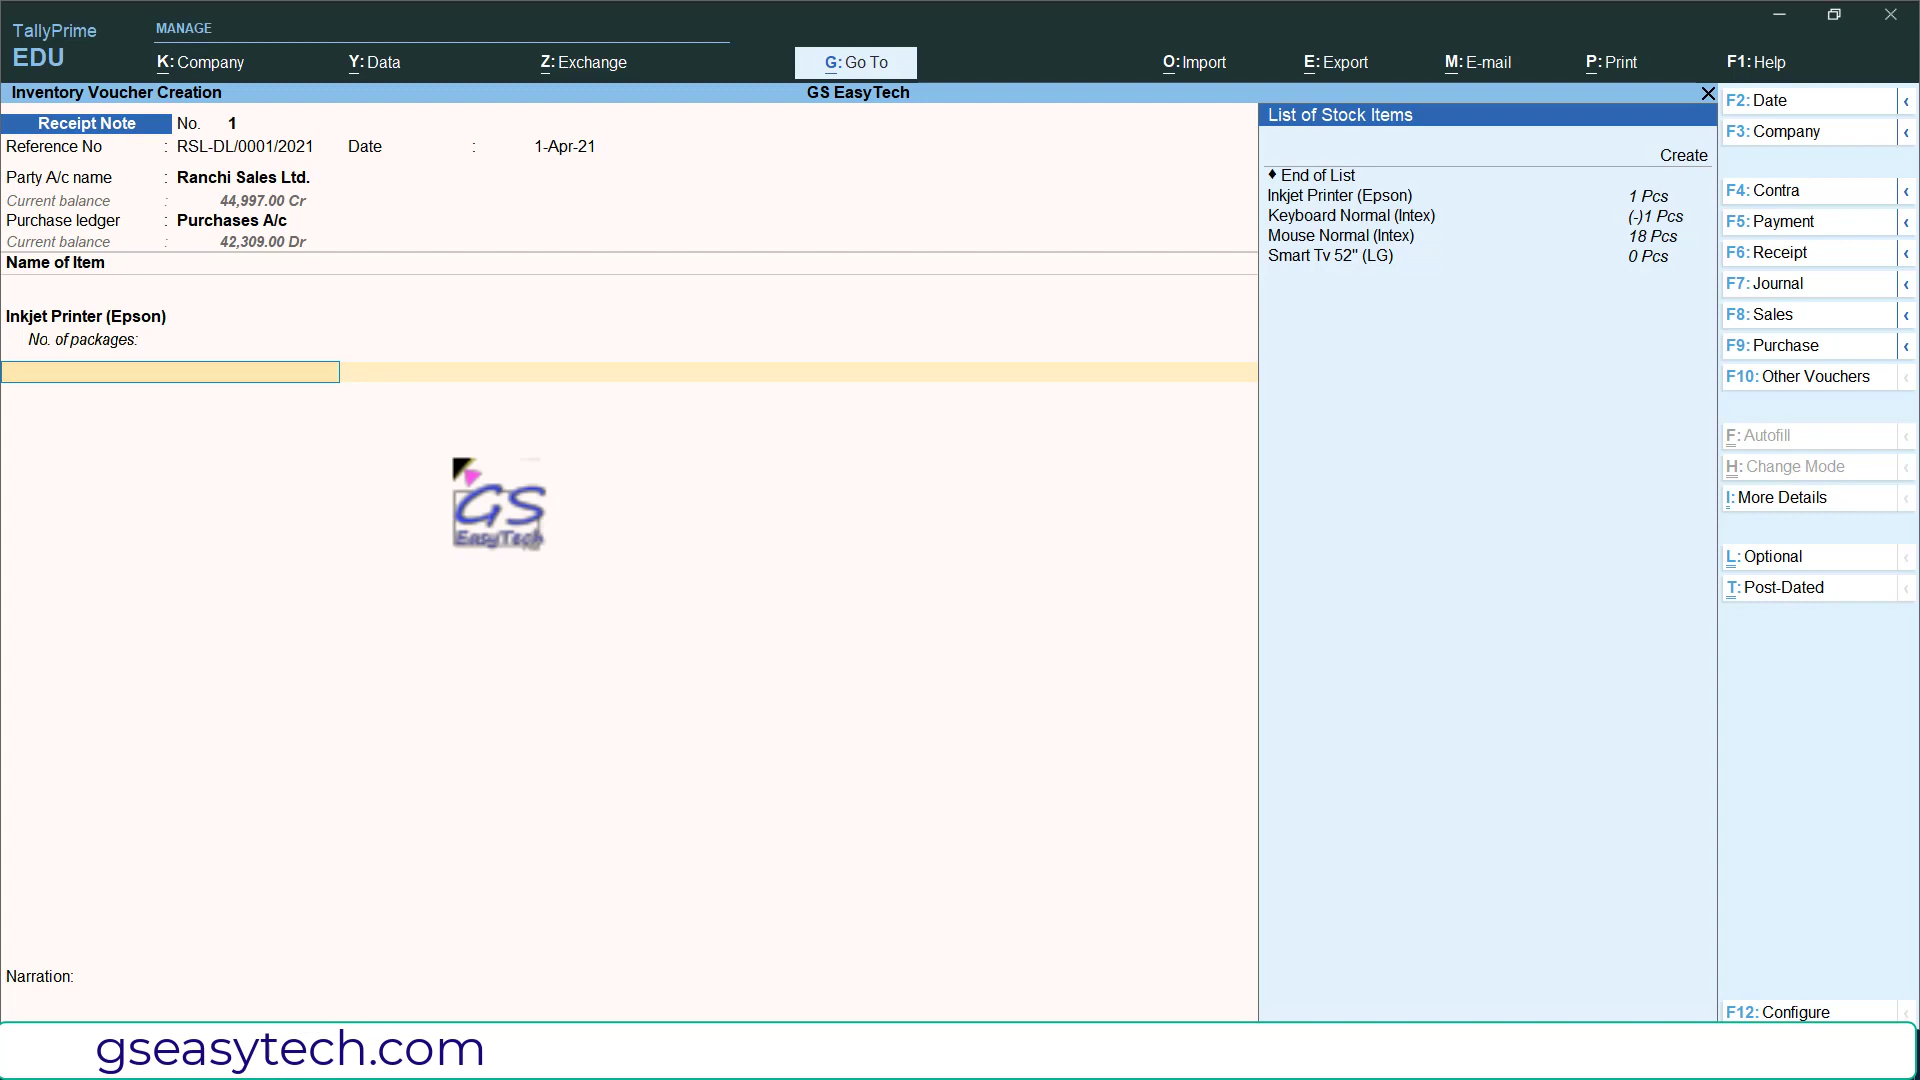 TallyPrime
EDU
MANAGE
K: Company
Y: Data
Z: Exchange
G: Go To
O: Import
E: Export
M: E-mail
P: Print
F1: Help
Inventory Voucher Creation
GS EasyTech
Receipt Note No. 1
Reference No : RSL-DL/0001/2021 Date : 1-Apr-21
Party A/c name : Ranchi Sales Ltd.
Current balance : 44,997.00 Cr
Purchase ledger : Purchases A/c
Current balance : 42,309.00 Dr
Name of Item
Inkjet Printer (Epson)
No. of packages:
GS
EasyTech
Narration:
List of Stock Items
Create
♦ End of List
Inkjet Printer (Epson) 1 Pcs
Keyboard Normal (Intex) (-)1 Pcs
Mouse Normal (Intex) 18 Pcs
Smart Tv 52" (LG) 0 Pcs
F2: Date
F3: Company
F4: Contra
F5: Payment
F6: Receipt
F7: Journal
F8: Sales
F9: Purchase
F10: Other Vouchers
F: Autofill
H: Change Mode
I: More Details
L: Optional
T: Post-Dated
F12: Configure
gseasytech.com